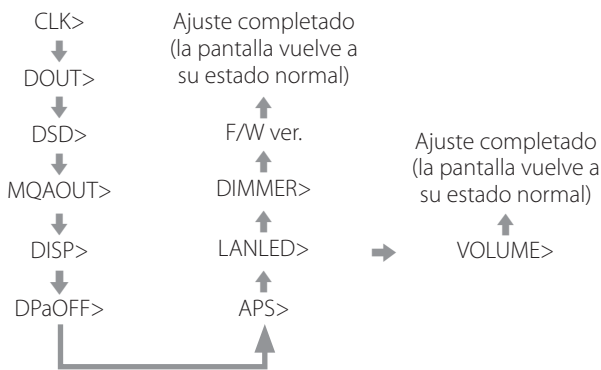 CLK>
DOUT>
DSD>
MQAOUT>
DISP>
DPaOFF>
APS>
LANLED>
DIMMER>
F/W ver.
Ajuste completado
(la pantalla vuelve a
su estado normal)
VOLUME>
Ajuste completado
(la pantalla vuelve a
su estado normal)